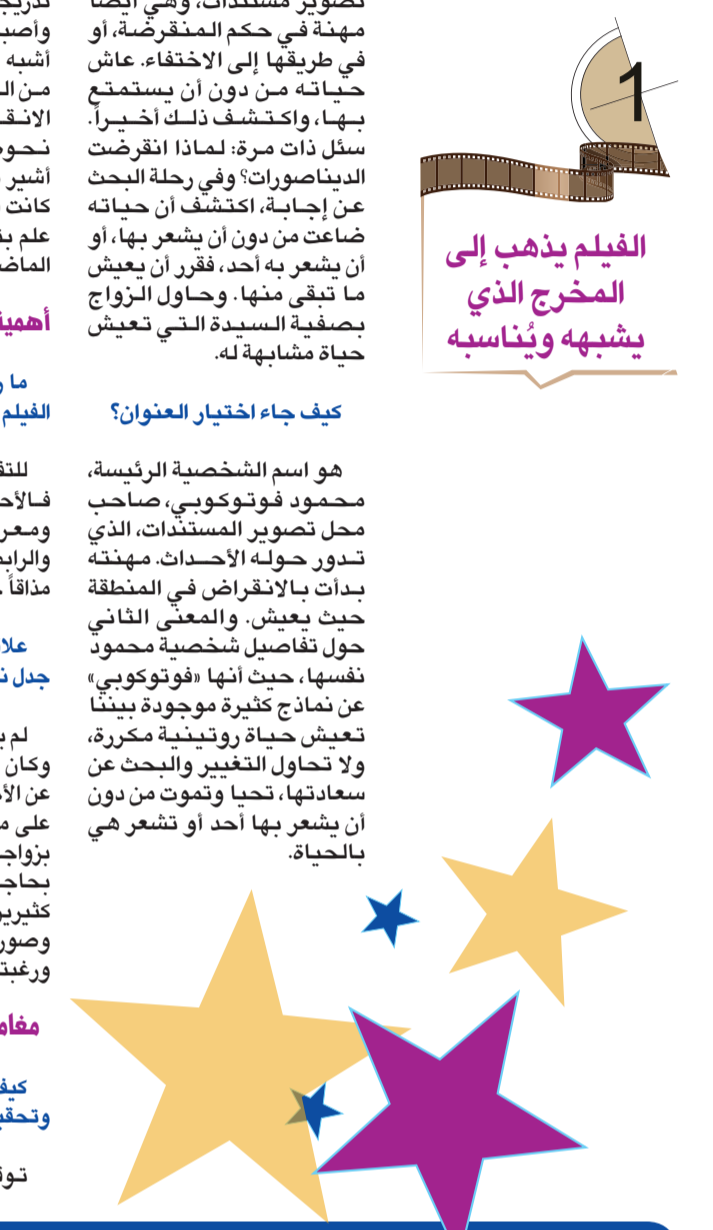 1
الفيلم يذهب إلى
المخرج الذي
يشبهه ويُناسبه
تصوير مستندات، وهي أيضاً
مهنة في حكم المنقرضة، أو
في طريقها إلى الاختفاء. عاش
حياته من دون أن يستمتع
بها، واكتشف ذلك أخيراً.
سئل ذات مرة: لماذا انقرضت
الديناصورات؟ وفي رحلة البحث
عن إجابة، اكتشف أن حياته
ضاعت من دون أن يشعر بها، أو
أن يشعر به أحد، فقرر أن يعيش
ما تبقى منها. وحاول الزواج
بصفية السيدة التي تعيش
حياة مشابهة له.
كيف جاء اختيار العنوان؟
هو اسم الشخصية الرئيسة،
محمود فوتوكوبي، صاحب
محل تصوير المستندات، الذي
تدور حوله الأحداث. مهنته
بدأت بالانقراض في المنطقة
حيث يعيش. والمعنى الثاني
حول تفاصيل شخصية محمود
نفسها، حيث أنها «فوتوكوبي»
عن نماذج كثيرة موجودة بيننا
تعيش حياة روتينية مكررة،
ولا تحاول التغيير والبحث عن
سعادتها، تحيا وتموت من دون
أن يشعر بها أحد أو تشعر هي
بالحياة.
أشبه
كانت
ما
الفيلم
مذاقاً
لم
وكان